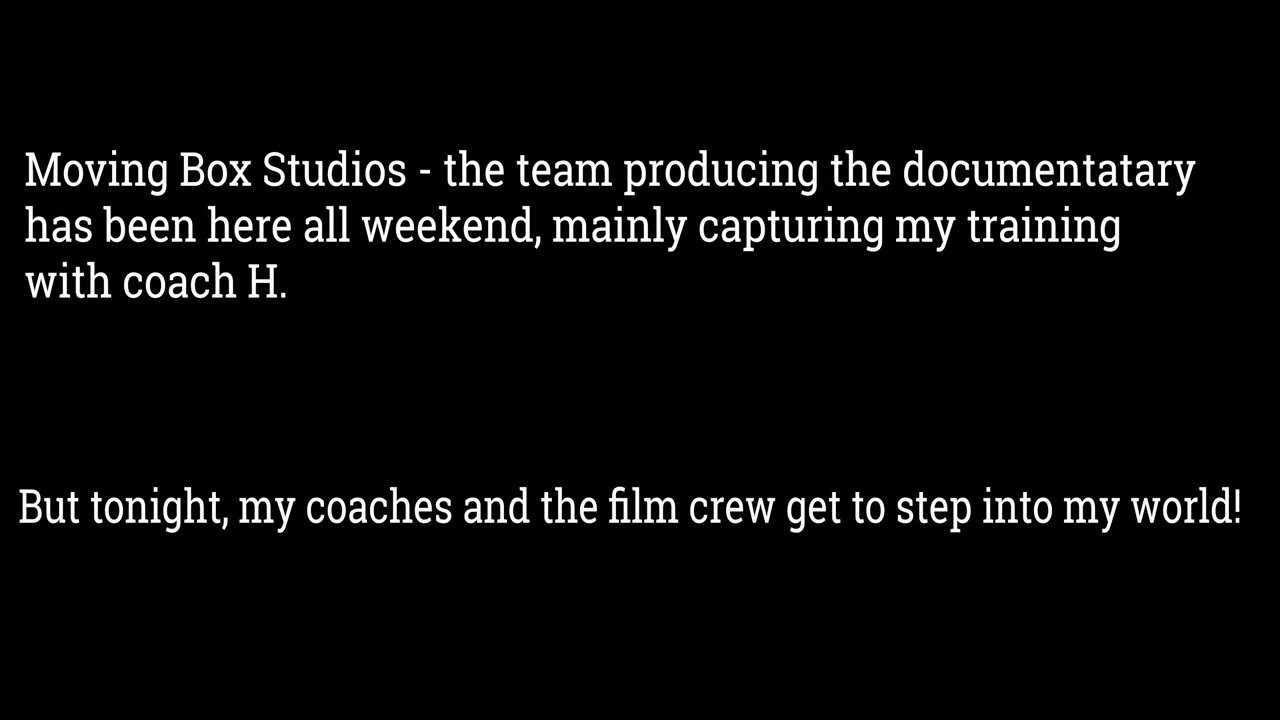 Moving Box Studios - the team producing the documentatary
has been here all weekend, mainly capturing my training
with coach H.
But tonight, my coaches and the film crew get to step into my world!